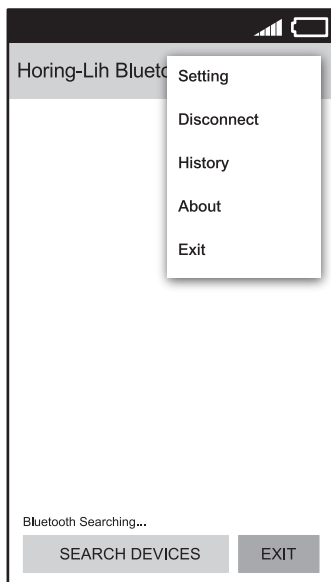 Horing-Lih Blueto
Setting
Disconnect
History
About
Exit
Bluetooth Searching...
SEARCH DEVICES
EXIT